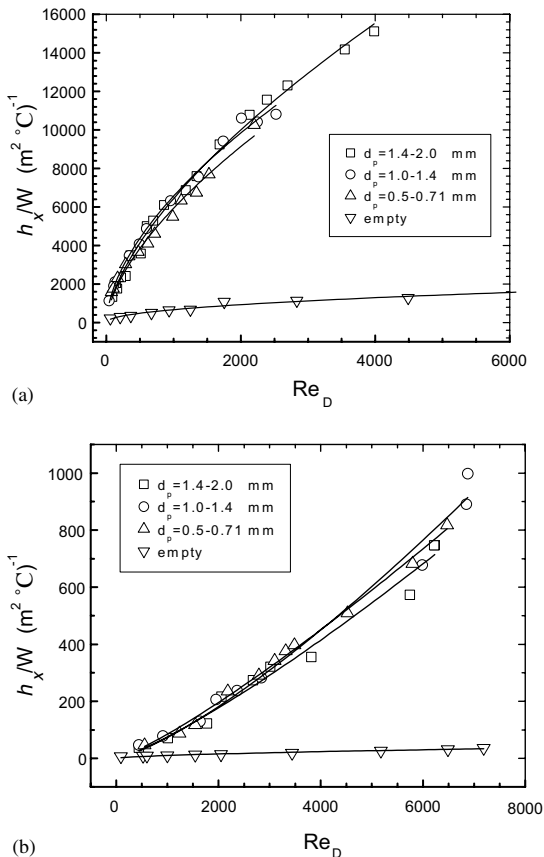 16000
14000
12000
10000
8000
6000
4000
2000
0
h_x/W (m² °C)⁻¹
d_p=1.4-2.0 mm
d_p=1.0-1.4 mm
d_p=0.5-0.71 mm
empty
0 2000 4000 6000
Re_D
(a)
1000
800
600
400
200
0
h_x/W (m² °C)⁻¹
d_p=1.4-2.0 mm
d_p=1.0-1.4 mm
d_p=0.5-0.71 mm
empty
0 2000 4000 6000 8000
Re_D
(b)